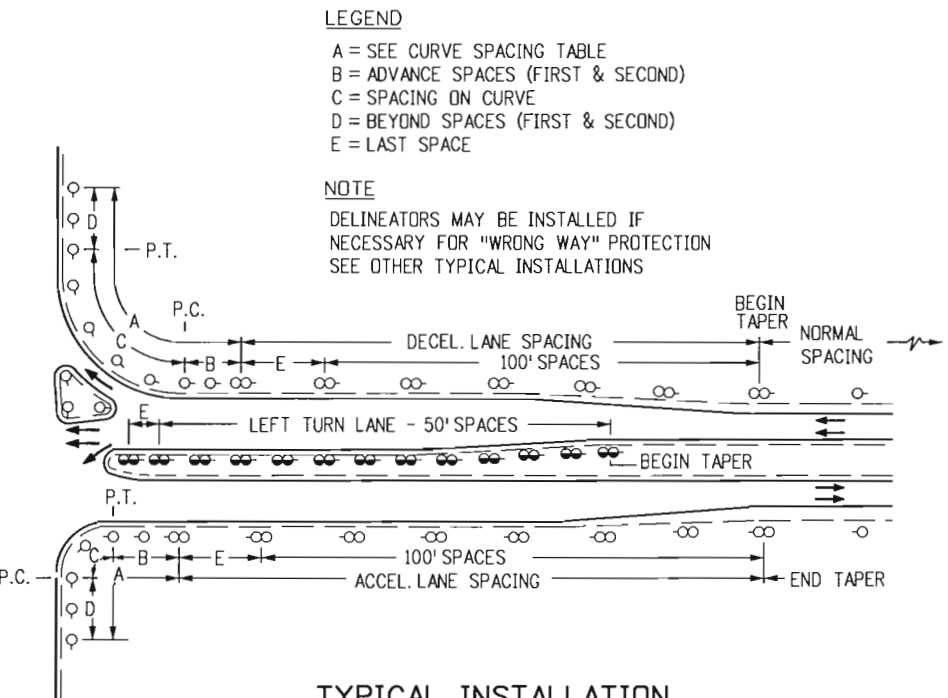 LEGEND
A = SEE CURVE SPACING TABLE
B = ADVANCE SPACES (FIRST & SECOND)
C = SPACING ON CURVE
D = BEYOND SPACES (FIRST & SECOND)
E = LAST SPACE
NOTE
DELINEATORS MAY BE INSTALLED IF
NECESSARY FOR "WRONG WAY" PROTECTION
SEE OTHER TYPICAL INSTALLATIONS
D
P.T.
P.C.
A
C
B
E
DECEL. LANE SPACING
100' SPACES
BEGIN
TAPER
NORMAL
SPACING
E
LEFT TURN LANE - 50' SPACES
BEGIN TAPER
P.T.
C
B
E
100' SPACES
P.C.
A
ACCEL. LANE SPACING
END TAPER
D
TYPICAL INSTALLATION